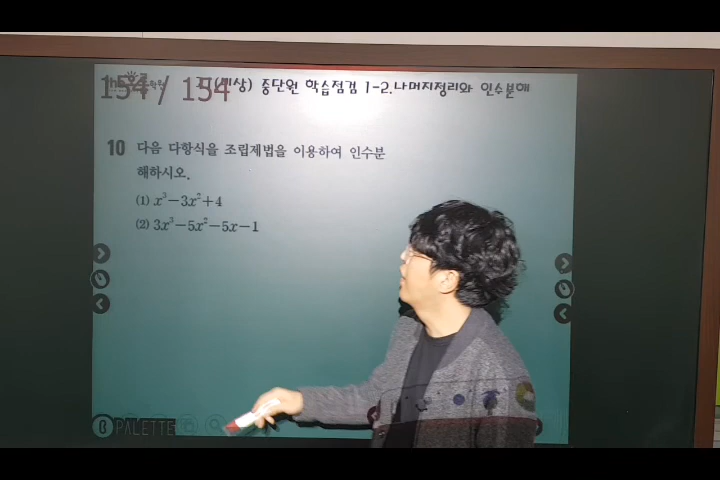 154 / 154
(상) 중단원 학습점검 1-2.나머지정리와 인수분해
10 다음 다항식을 조립제법을 이용하여 인수분
해하시오.
(1) x³-3x²+4
(2) 3x³-5x²-5x-1
PALETTE